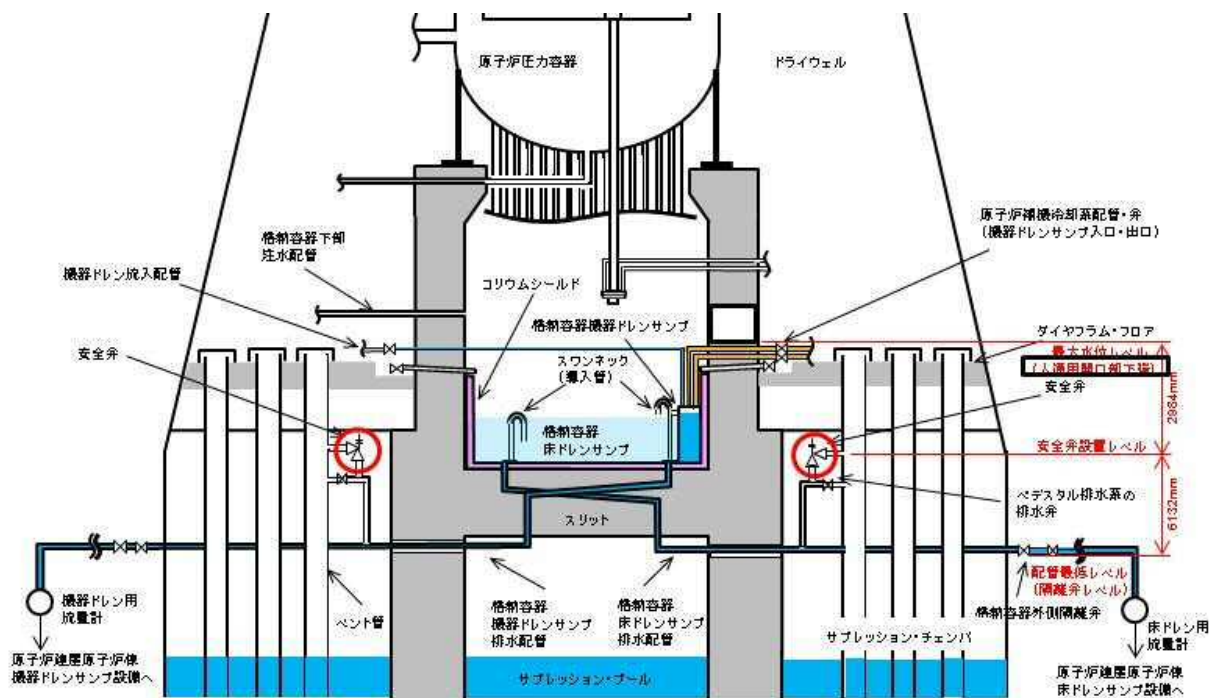 原子炉圧力容器
ドライウェル
原子炉補機冷却系配管・弁
(機器ドレンサンプ入口・出口)
格納容器下部
注水配管
機器ドレン流入配管
コリウムシールド
格納容器機器ドレンサンプ
ダイヤフラム・フロア
安全弁
スワンネック
(導入管)
最大水位レベル
(人通用開口部下端)
安全弁
2984mm
格納容器
床ドレンサンプ
安全弁設置レベル
ペデスタル排水系の
排水弁
6132mm
スリット
配管最低レベル
(隔離弁レベル)
機器ドレン用
流量計
ベント管
格納容器
機器ドレンサンプ
排水配管
格納容器
床ドレンサンプ
排水配管
格納容器外側隔離弁
サプレッション・チェンバ
床ドレン用
流量計
原子炉建屋原子炉棟
機器ドレンサンプ設備へ
サプレッション・プール
原子炉建屋原子炉棟
床ドレンサンプ設備へ